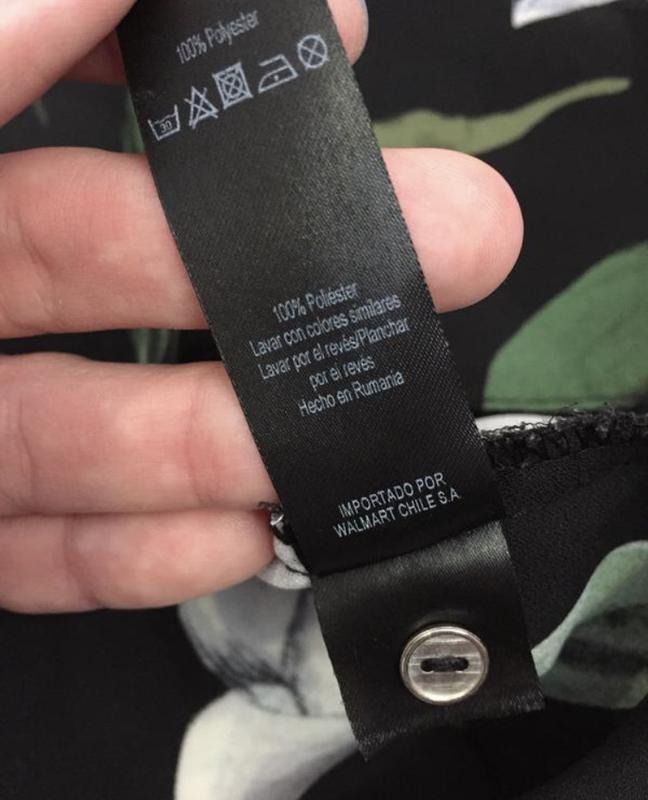 100% Polyester
30
100% Poliéster
Lavar con colores similares
Lavar por el revés/Planchar
por el revés
Hecho en Rumania
IMPORTADO POR
WALMART CHILE S.A.